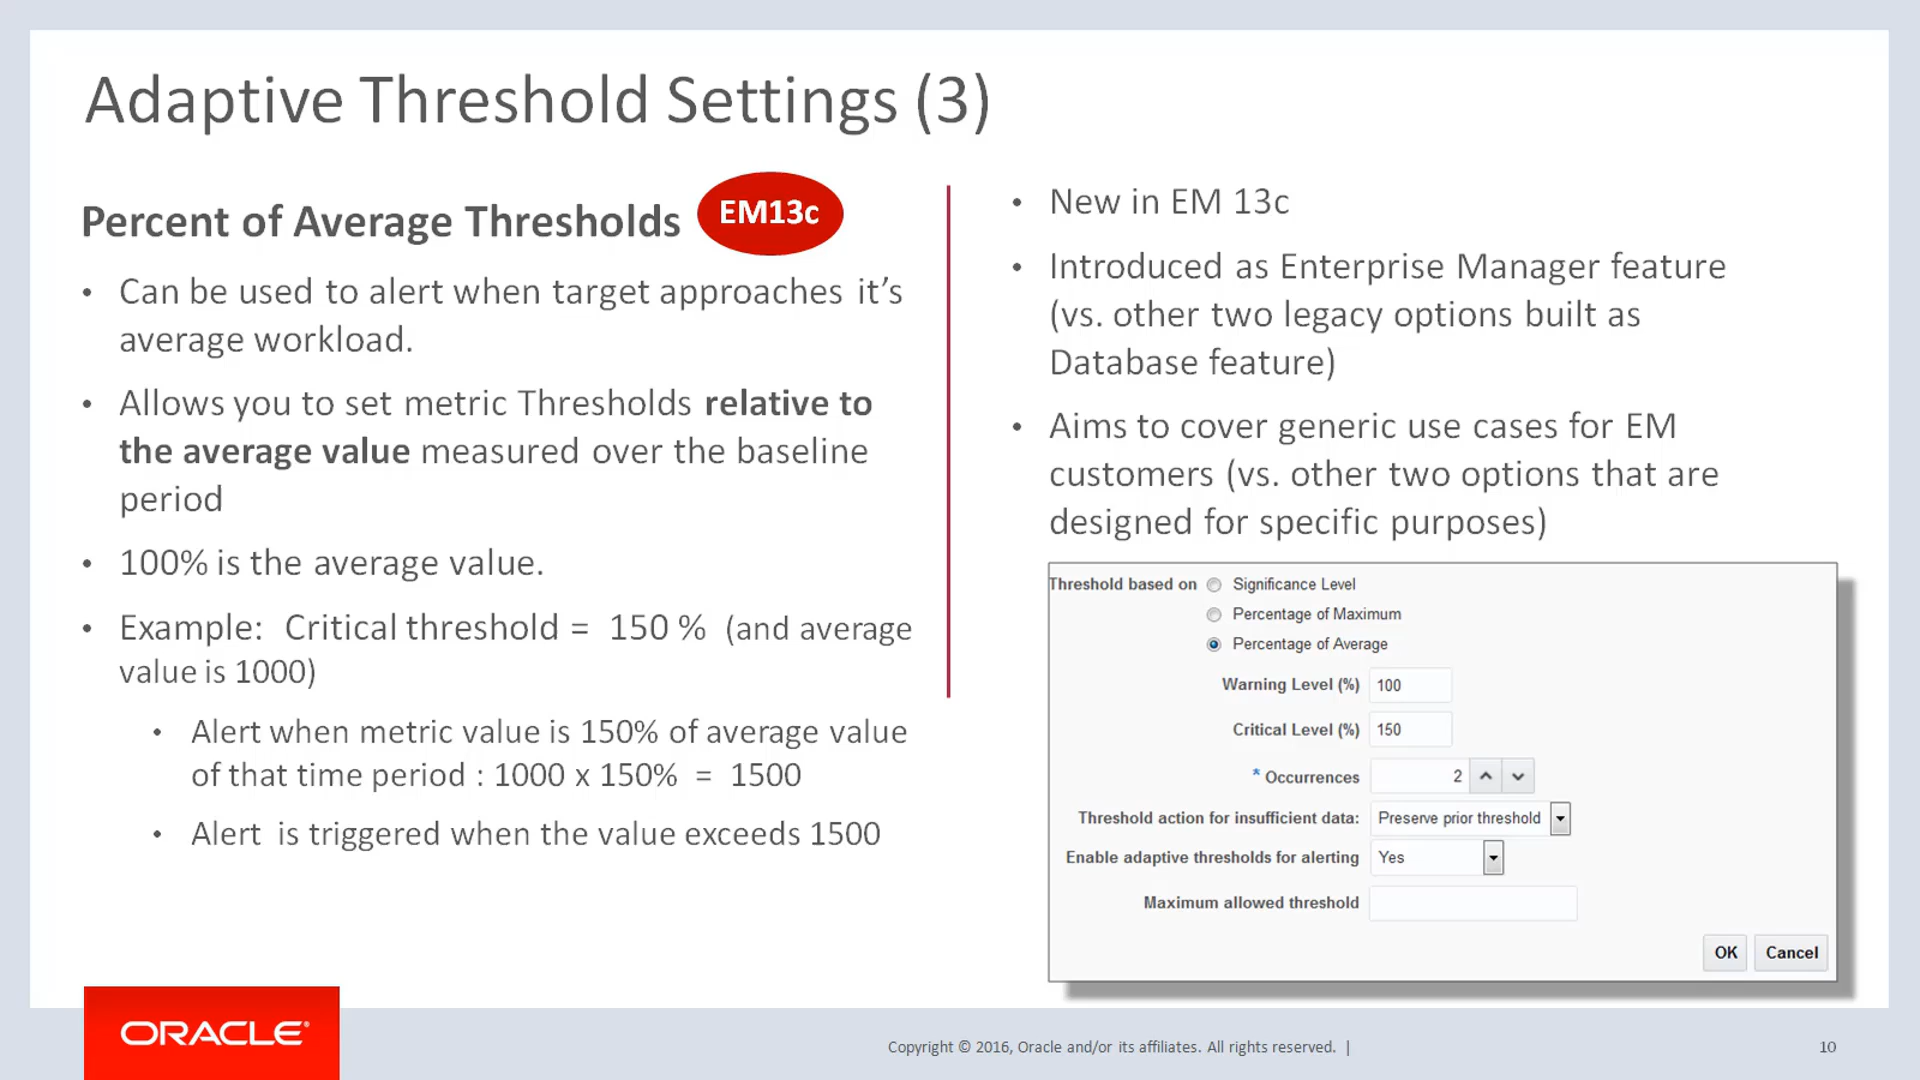 Adaptive Threshold Settings (3)
Percent of Average Thresholds
EM13c
• Can be used to alert when target approaches it’s
average workload.
• Allows you to set metric Thresholds relative to
the average value measured over the baseline
period
• 100% is the average value.
• Example: Critical threshold = 150 % (and average
value is 1000)
• Alert when metric value is 150% of average value
of that time period : 1000 x 150% = 1500
• Alert is triggered when the value exceeds 1500
• New in EM 13c
• Introduced as Enterprise Manager feature
(vs. other two legacy options built as
Database feature)
• Aims to cover generic use cases for EM
customers (vs. other two options that are
designed for specific purposes)
Threshold based on Significance Level
Percentage of Maximum
Percentage of Average
Warning Level (%) 100
Critical Level (%) 150
* Occurrences 2
Threshold action for insufficient data: Preserve prior threshold
Enable adaptive thresholds for alerting Yes
Maximum allowed threshold
OK Cancel
ORACLE®
Copyright © 2016, Oracle and/or its affiliates. All rights reserved. |
10